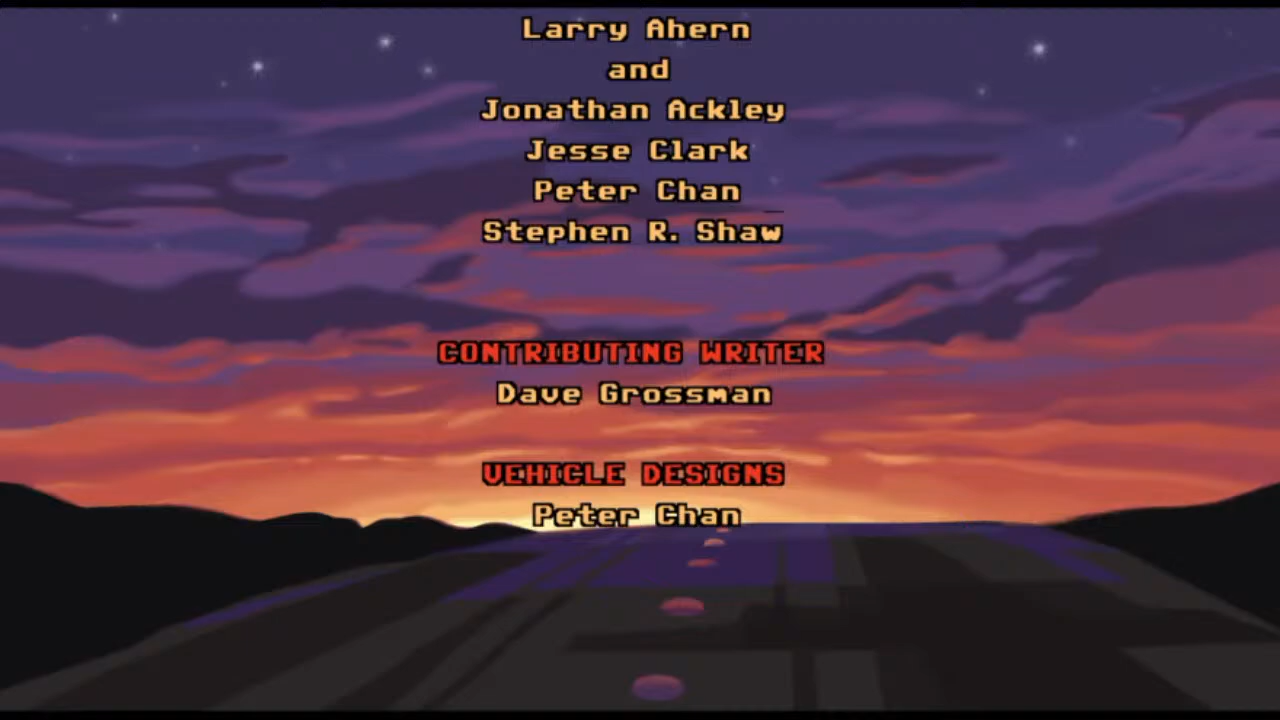 Larry Ahern
and
Jonathan Ackley
Jesse Clark
Peter Chan
Stephen R. Shaw
CONTRIBUTING WRITER
Dave Grossman
VEHICLE DESIGNS
Peter Chan